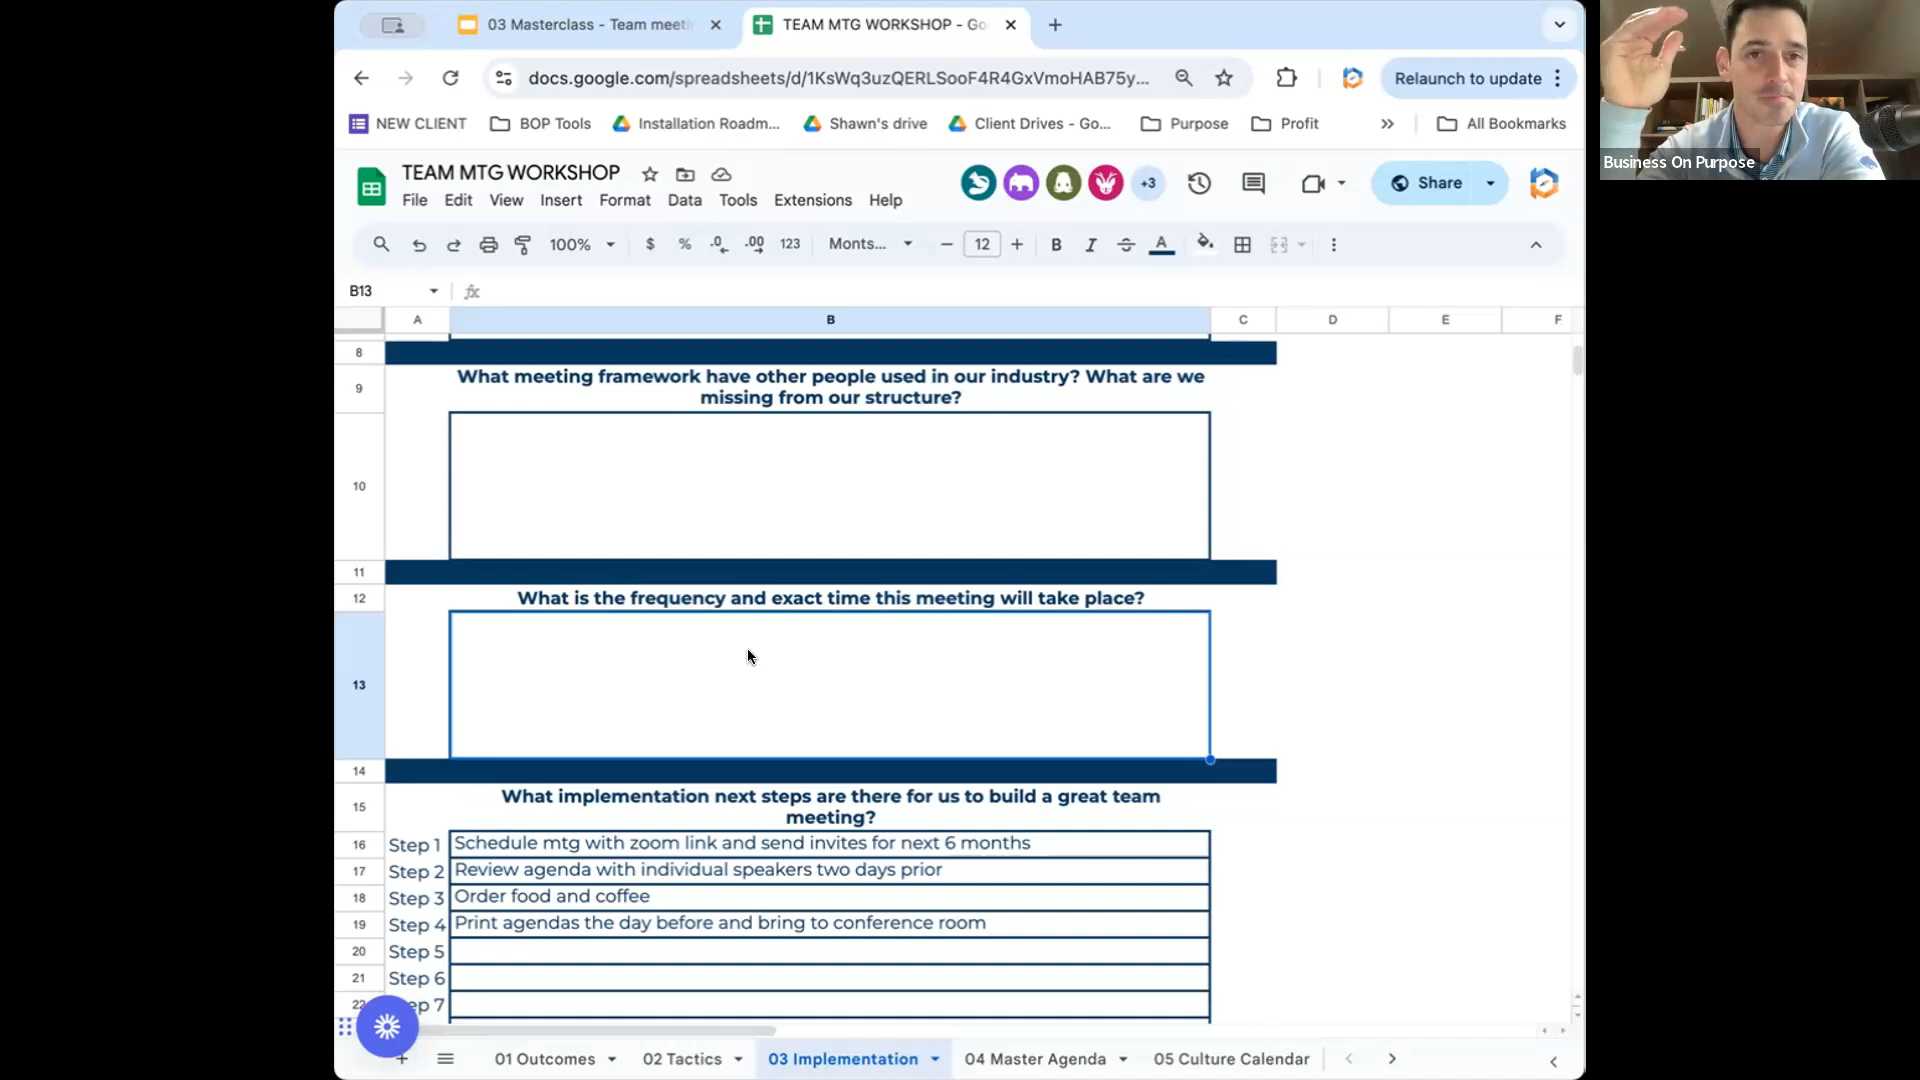 03 Masterclass - Team meeti
TEAM MTG WORKSHOP - Go
docs.google.com/spreadsheets/d/1KsWq3uzQERLSooF4R4GxVmoHAB75y...
Relaunch to update
NEW CLIENT
BOP Tools
Installation Roadm...
Shawn's drive
Client Drives - Go...
Purpose
Profit
All Bookmarks
TEAM MTG WORKSHOP
File Edit View Insert Format Data Tools Extensions Help
+3
Share
100% $ % .0 .00 123 Monts... 12 B I A
B13 fx
A B C D E F
8
9 What meeting framework have other people used in our industry? What are we
missing from our structure?
10
11
12 What is the frequency and exact time this meeting will take place?
13
14
15 What implementation next steps are there for us to build a great team
meeting?
16 Step 1 Schedule mtg with zoom link and send invites for next 6 months
17 Step 2 Review agenda with individual speakers two days prior
18 Step 3 Order food and coffee
19 Step 4 Print agendas the day before and bring to conference room
20 Step 5
21 Step 6
22 ep 7
01 Outcomes 02 Tactics 03 Implementation 04 Master Agenda 05 Culture Calendar
Business On Purpose